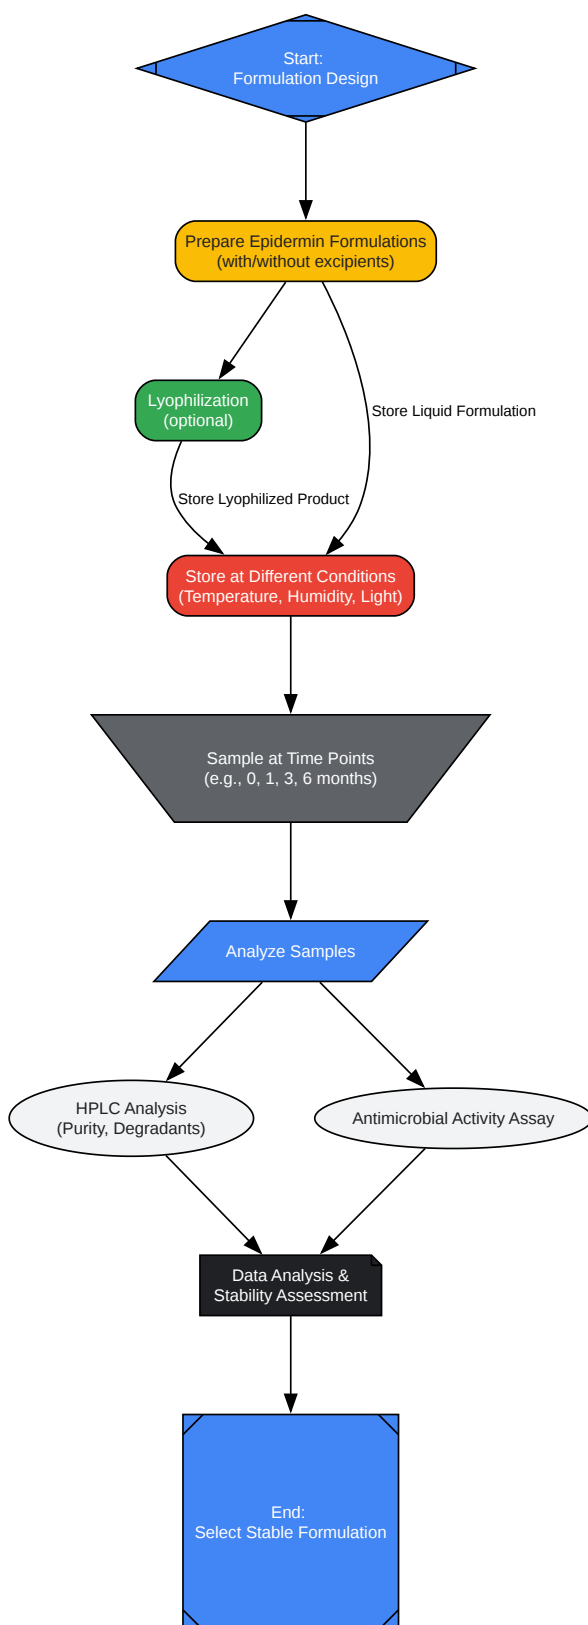 Start:
Formulation Design
Prepare Epidermin Formulations
(with/without excipients)
Lyophilization
(optional)
Store Liquid Formulation
Store Lyophilized Product
Store at Different Conditions
(Temperature, Humidity, Light)
Sample at Time Points
(e.g., 0, 1, 3, 6 months)
Analyze Samples
HPLC Analysis
(Purity, Degradants)
Antimicrobial Activity Assay
Data Analysis &
Stability Assessment
End:
Select Stable Formulation